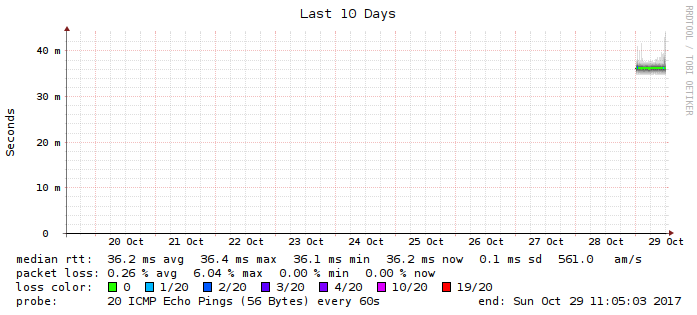 Last 10 Days
RRDTOOL / TOBI OETIKER
Seconds
40 m
30 m
20 m
10 m
0
20 Oct 21 Oct 22 Oct 23 Oct 24 Oct 25 Oct 26 Oct 27 Oct 28 Oct 29 Oct
median rtt: 36.2 ms avg 36.4 ms max 36.1 ms min 36.2 ms now 0.1 ms sd 561.0 am/s
packet loss: 0.26 % avg 6.04 % max 0.00 % min 0.00 % now
loss color: 0 1/20 2/20 3/20 4/20 10/20 19/20
probe: 20 ICMP Echo Pings (56 Bytes) every 60s end: Sun Oct 29 11:05:03 2017